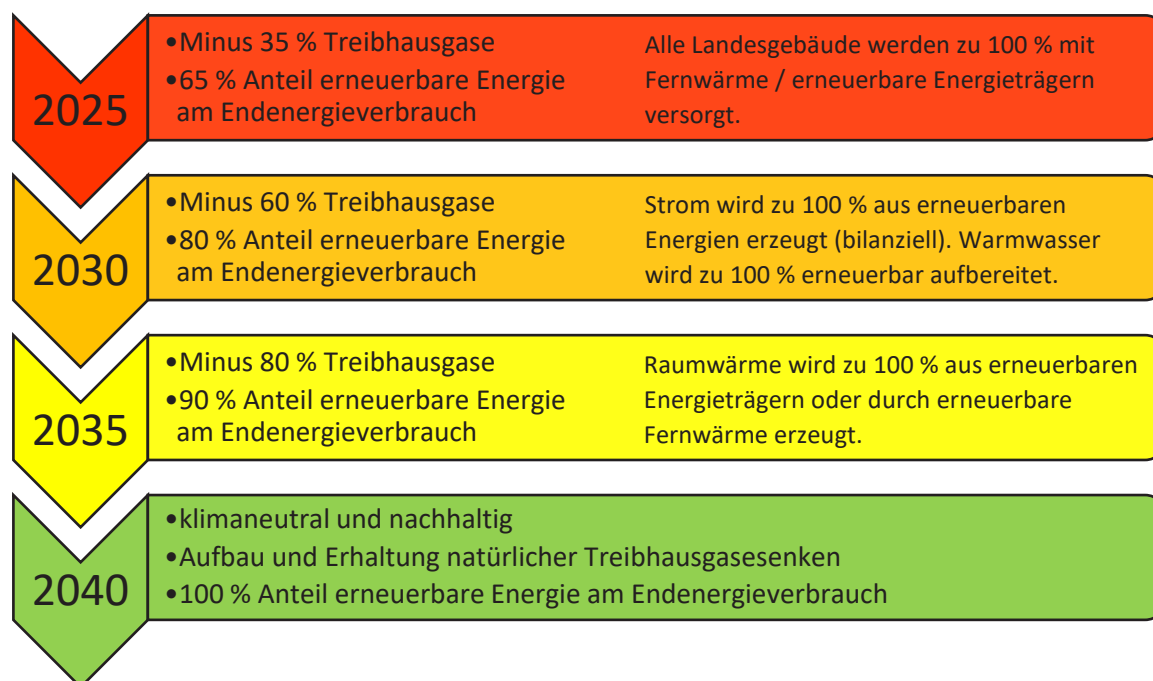 2025
•Minus 35 % Treibhausgase
•65 % Anteil erneuerbare Energie
am Endenergieverbrauch
Alle Landesgebäude werden zu 100 % mit
Fernwärme / erneuerbare Energieträgern
versorgt.
2030
•Minus 60 % Treibhausgase
•80 % Anteil erneuerbare Energie
am Endenergieverbrauch
Strom wird zu 100 % aus erneuerbaren
Energien erzeugt (bilanziell). Warmwasser
wird zu 100 % erneuerbar aufbereitet.
2035
•Minus 80 % Treibhausgase
•90 % Anteil erneuerbare Energie
am Endenergieverbrauch
Raumwärme wird zu 100 % aus erneuerbaren
Energieträgern oder durch erneuerbare
Fernwärme erzeugt.
2040
•klimaneutral und nachhaltig
•Aufbau und Erhaltung natürlicher Treibhausgasesenken
•100 % Anteil erneuerbare Energie am Endenergieverbrauch